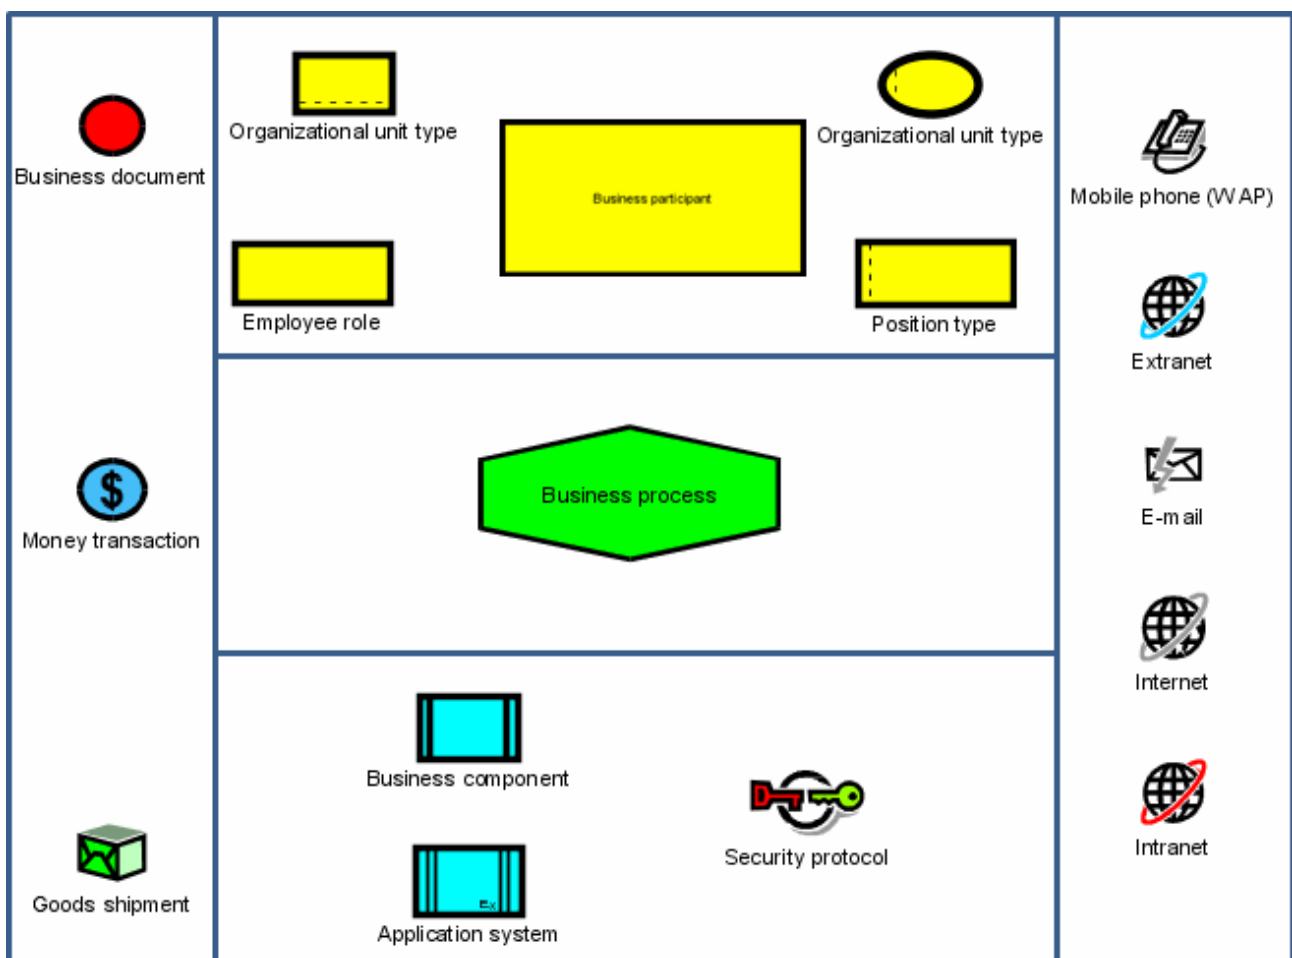 Business document
Money transaction
$
Goods shipment
Organizational unit type
Organizational unit type
Business participant
Employee role
Position type
Business process
Business component
Ex
Application system
Security protocol
Mobile phone (WAP)
Extranet
E-mail
Internet
Intranet